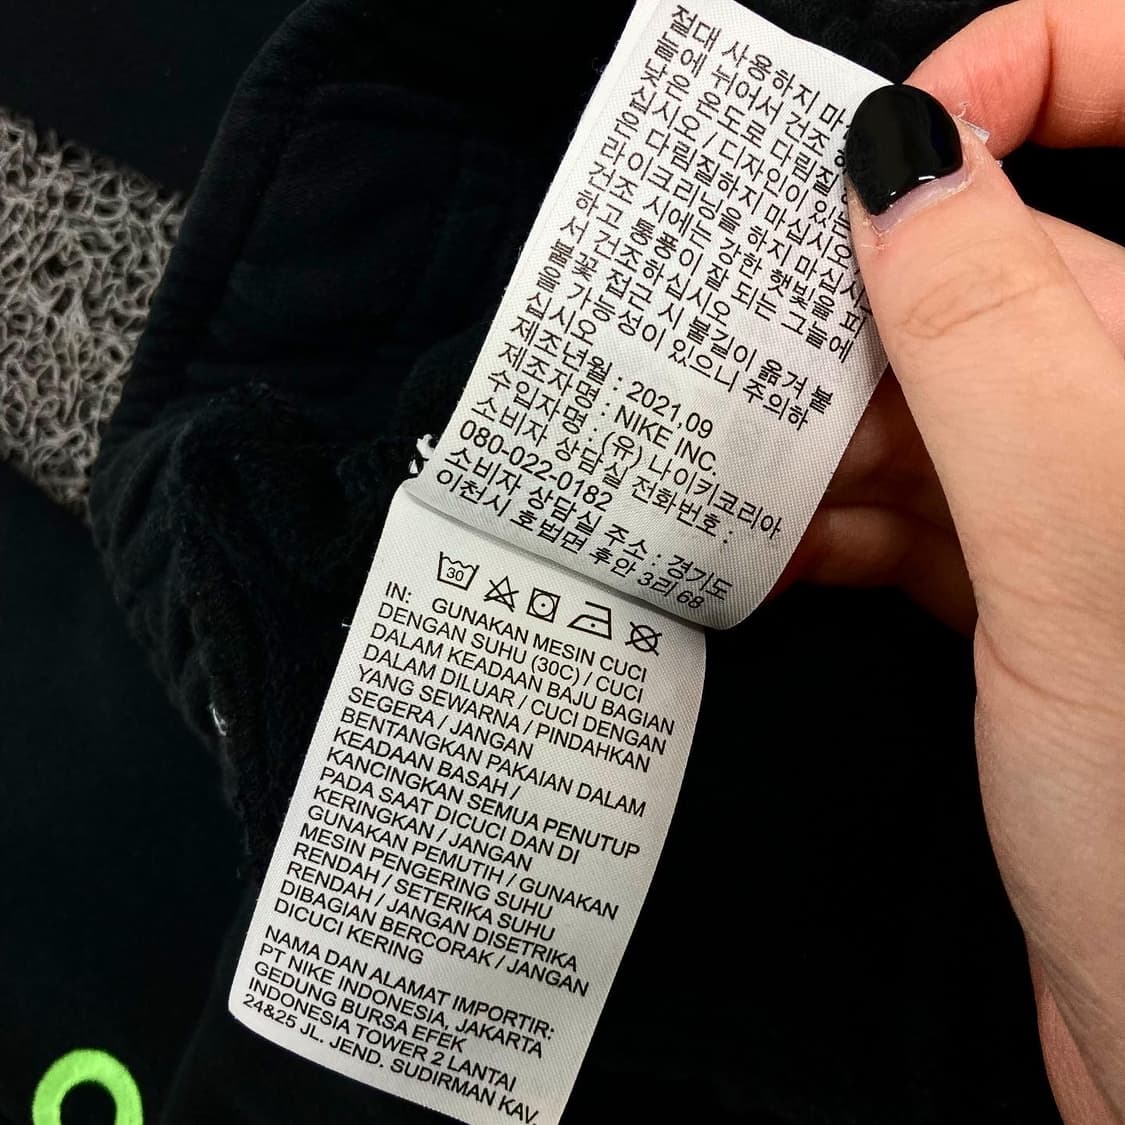 절대 사용하지
늘에 뉘어서 건조
낮은 온도로 다림질
십시오 / 디자인이 있는
다림질하지 마십시오
라이크리닝을 하지 마십시오
건조 시에는 강한 햇빛을 피
하고 통풍이 잘 되는 그늘에
서 건조하십시오
불꽃 접근 시 불길이 옮겨 붙
을 가능성이 있으니 주의하
십시오
제조년월 : 2021.09
제조자명 : NIKE INC.
수입자명 : (유) 나이키코리아
소비자 상담실 전화번호 :
080-022-0182
소비자 상담실 주소 : 경기도
이천시 호법면 후안 3리 68
30
IN: GUNAKAN MESIN CUCI
DENGAN SUHU (30C) / CUCI
DALAM KEADAAN BAJU BAGIAN
DALAM DILUAR / CUCI DENGAN
YANG SEWARNA / PINDAHKAN
SEGERA / JANGAN
BENTANGKAN PAKAIAN DALAM
KEADAAN BASAH /
KANCINGKAN SEMUA PENUTUP
PADA SAAT DICUCI DAN DI
KERINGKAN / JANGAN
GUNAKAN PEMUTIH / GUNAKAN
MESIN PENGERING SUHU
RENDAH / SETERIKA SUHU
RENDAH / JANGAN DISETRIKA
DIBAGIAN BERCORAK / JANGAN
DICUCI KERING
NAMA DAN ALAMAT IMPORTIR:
PT NIKE INDONESIA, JAKARTA
GEDUNG BURSA EFEK
INDONESIA TOWER 2 LANTAI
24&25 JL. JEND. SUDIRMAN KAV.